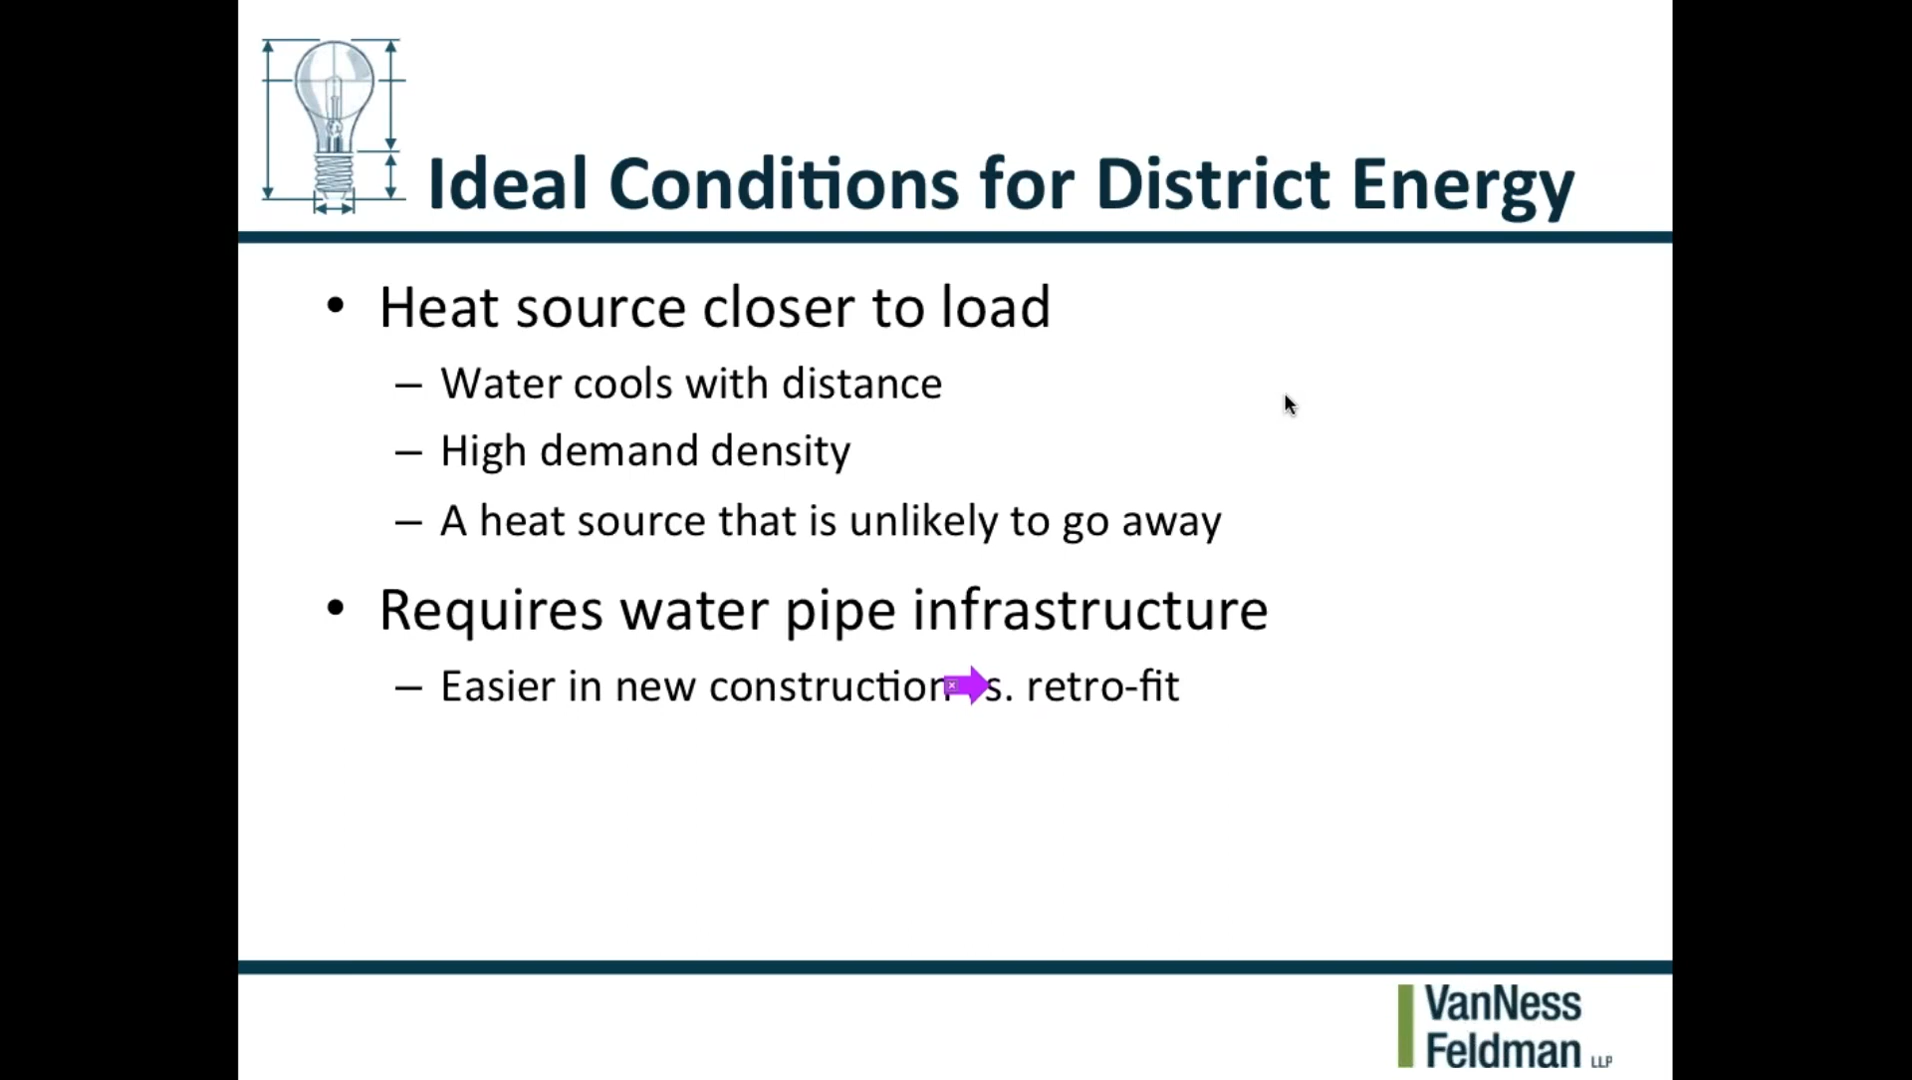 Ideal Conditions for District Energy
• Heat source closer to load
– Water cools with distance
– High demand density
– A heat source that is unlikely to go away
• Requires water pipe infrastructure
– Easier in new construction s. retro-fit
VanNess
Feldman LLP